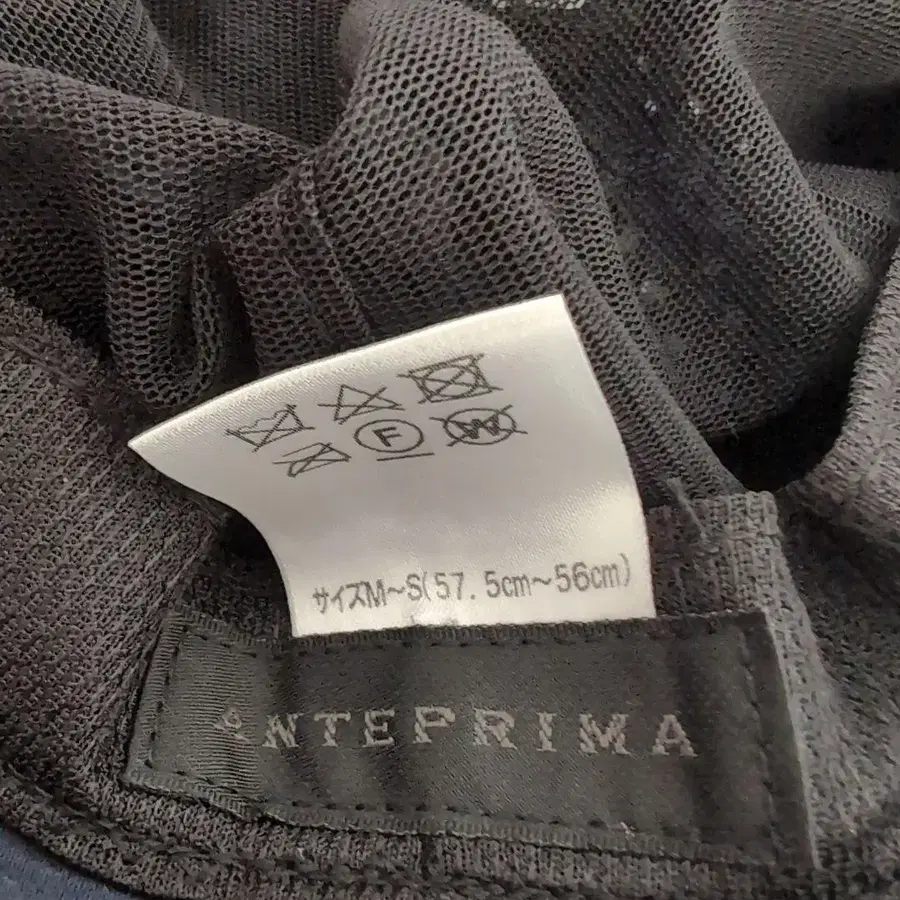 F
W
サイズM~S(57.5cm~56cm)
ANTEPRIMA